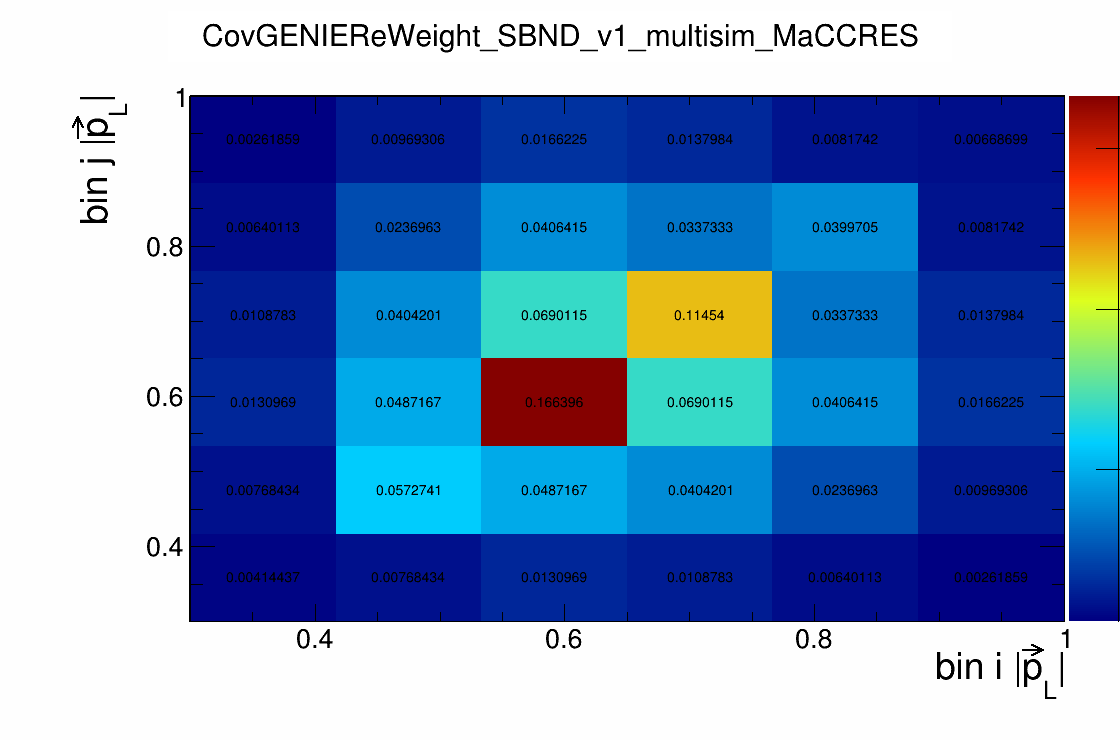 CovGENIEReWeight_SBND_v1_multisim_MaCCRES
bin j |p⃗_L|
1
0.8
0.6
0.4
0.00261859 0.00969306 0.0166225 0.0137984 0.0081742 0.00668699
0.00640113 0.0236963 0.0406415 0.0337333 0.0399705 0.0081742
0.0108783 0.0404201 0.0690115 0.11454 0.0337333 0.0137984
0.0130969 0.0487167 0.166396 0.0690115 0.0406415 0.0166225
0.00768434 0.0572741 0.0487167 0.0404201 0.0236963 0.00969306
0.00414437 0.00768434 0.0130969 0.0108783 0.00640113 0.00261859
0.4 0.6 0.8 1
bin i |p⃗_L|